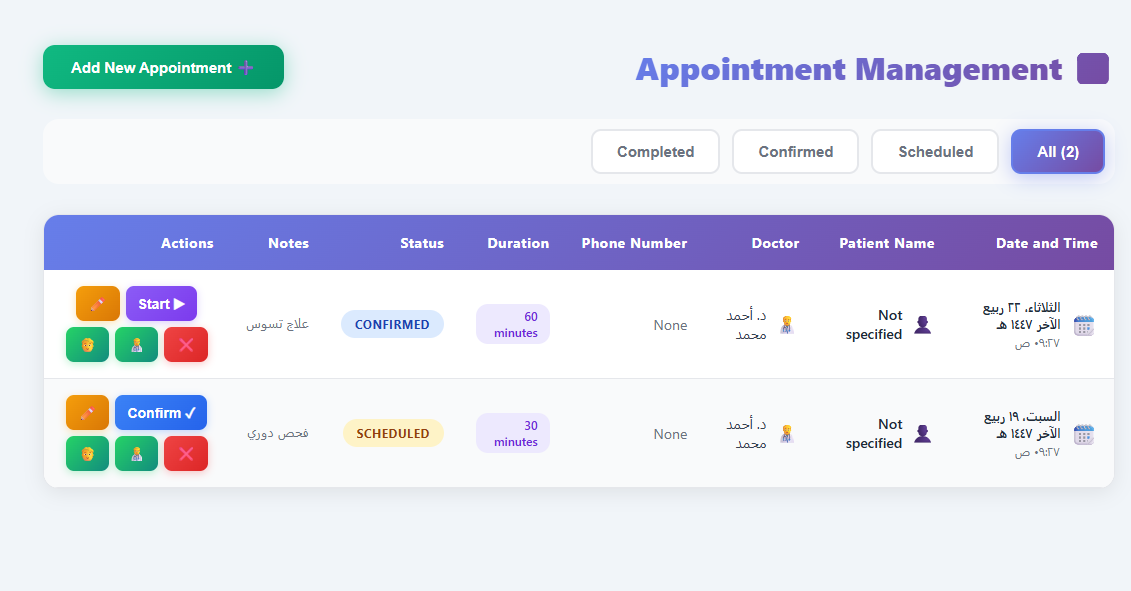 Appointment Management
Add New Appointment ➕
All (2)
Scheduled
Confirmed
Completed
Date and Time
Patient Name
Doctor
Phone Number
Duration
Status
Notes
Actions
الثلاثاء، ٢٢ ربيع
الآخر ١٤٤٧ هـ
٠٩:٢٧ ص
Not
specified
د. أحمد
محمد
None
60
minutes
CONFIRMED
علاج تسوس
Start ▶
السبت، ١٩ ربيع
الآخر ١٤٤٧ هـ
٠٩:٢٧ ص
Not
specified
د. أحمد
محمد
None
30
minutes
SCHEDULED
فحص دوري
Confirm ✓